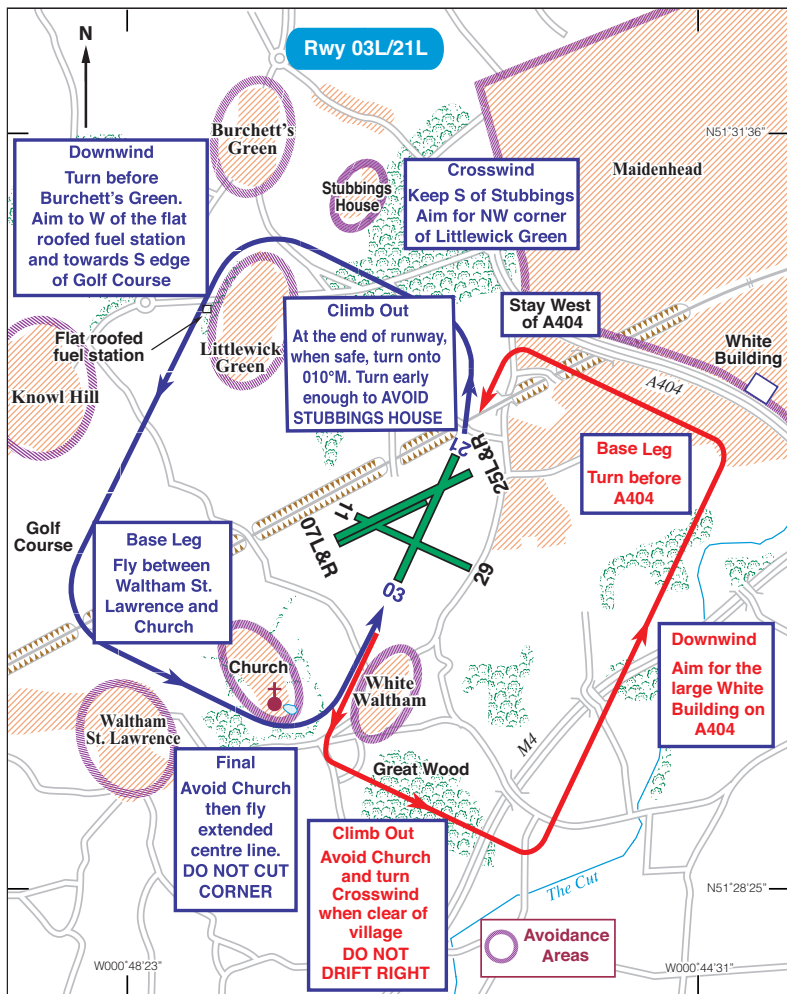 N
Rwy 03L/21L
Burchett's
Green
N51°31'36"
Downwind
Turn before
Burchett's Green.
Aim to W of the flat
roofed fuel station
and towards S edge
of Golf Course
Stubbings
House
Crosswind
Keep S of Stubbings
Aim for NW corner
of Littlewick Green
Maidenhead
Flat roofed
fuel station
Littlewick
Green
Climb Out
At the end of runway,
when safe, turn onto
010°M. Turn early
enough to AVOID
STUBBINGS HOUSE
Stay West
of A404
White
Building
A404
Knowl Hill
21
25L&R
Base Leg
Turn before
A404
Golf
Course
11
07L&R
29
03
Base Leg
Fly between
Waltham St.
Lawrence and
Church
Church
White
Waltham
Downwind
Aim for the
large White
Building on
A404
Waltham
St. Lawrence
M4
Great Wood
Final
Avoid Church
then fly
extended
centre line.
DO NOT CUT
CORNER
Climb Out
Avoid Church
and turn
Crosswind
when clear of
village
DO NOT
DRIFT RIGHT
The Cut
N51°28'25"
Avoidance
Areas
W000°48'23"
W000°44'31"